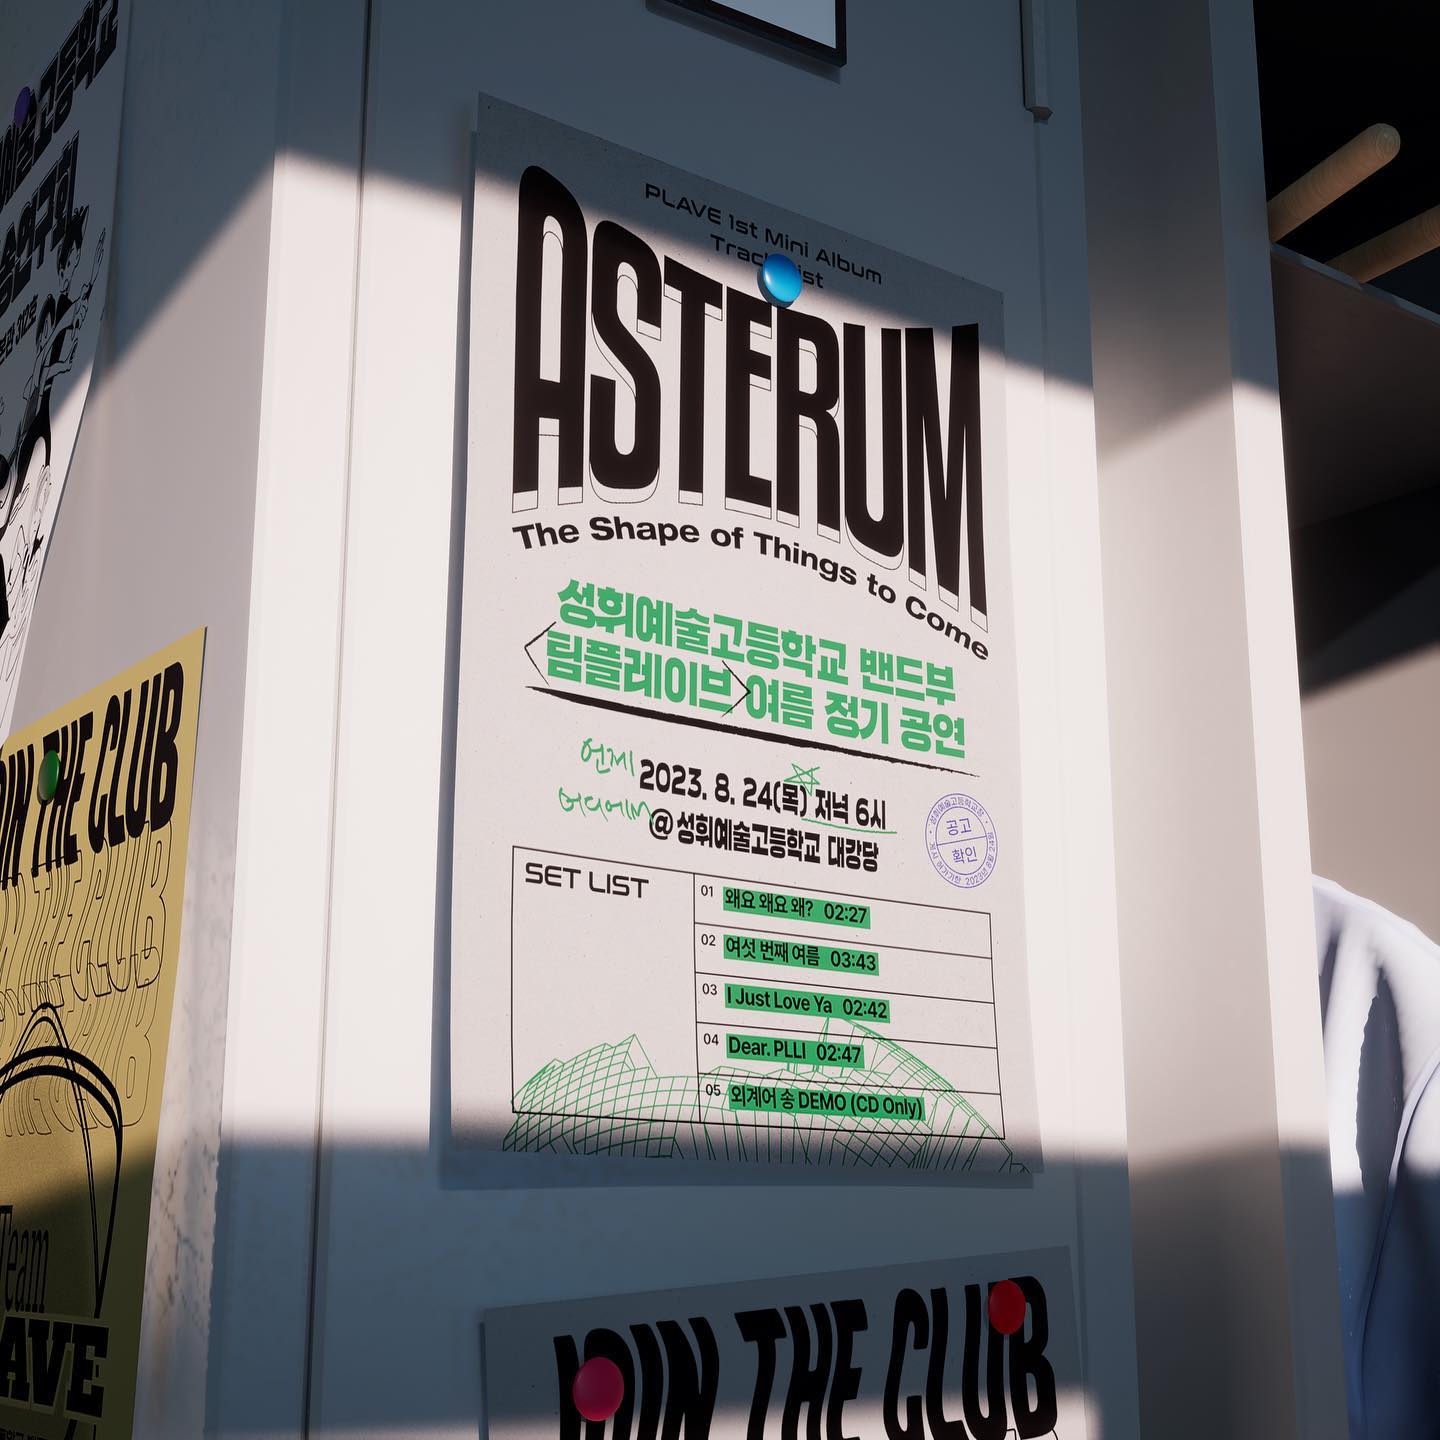 PLAVE 1st Mini Album
ASTERUM
The Shape of Things to Come
성휘예술고등학교 밴드부
<팀플레이브> 여름 정기 공연
언제
2023. 8. 24(목) 저녁 6시
어디에서
@성휘예술고등학교 대강당
공고
확인
SET LIST
01 왜요 왜요 왜? 02:27
02 여섯 번째 여름 03:43
03 I Just Love Ya 02:42
04 Dear. PLLI 02:47
05 외계어 송 DEMO (CD Only)
JOIN THE CLUB
Team
JOIN THE CLUB